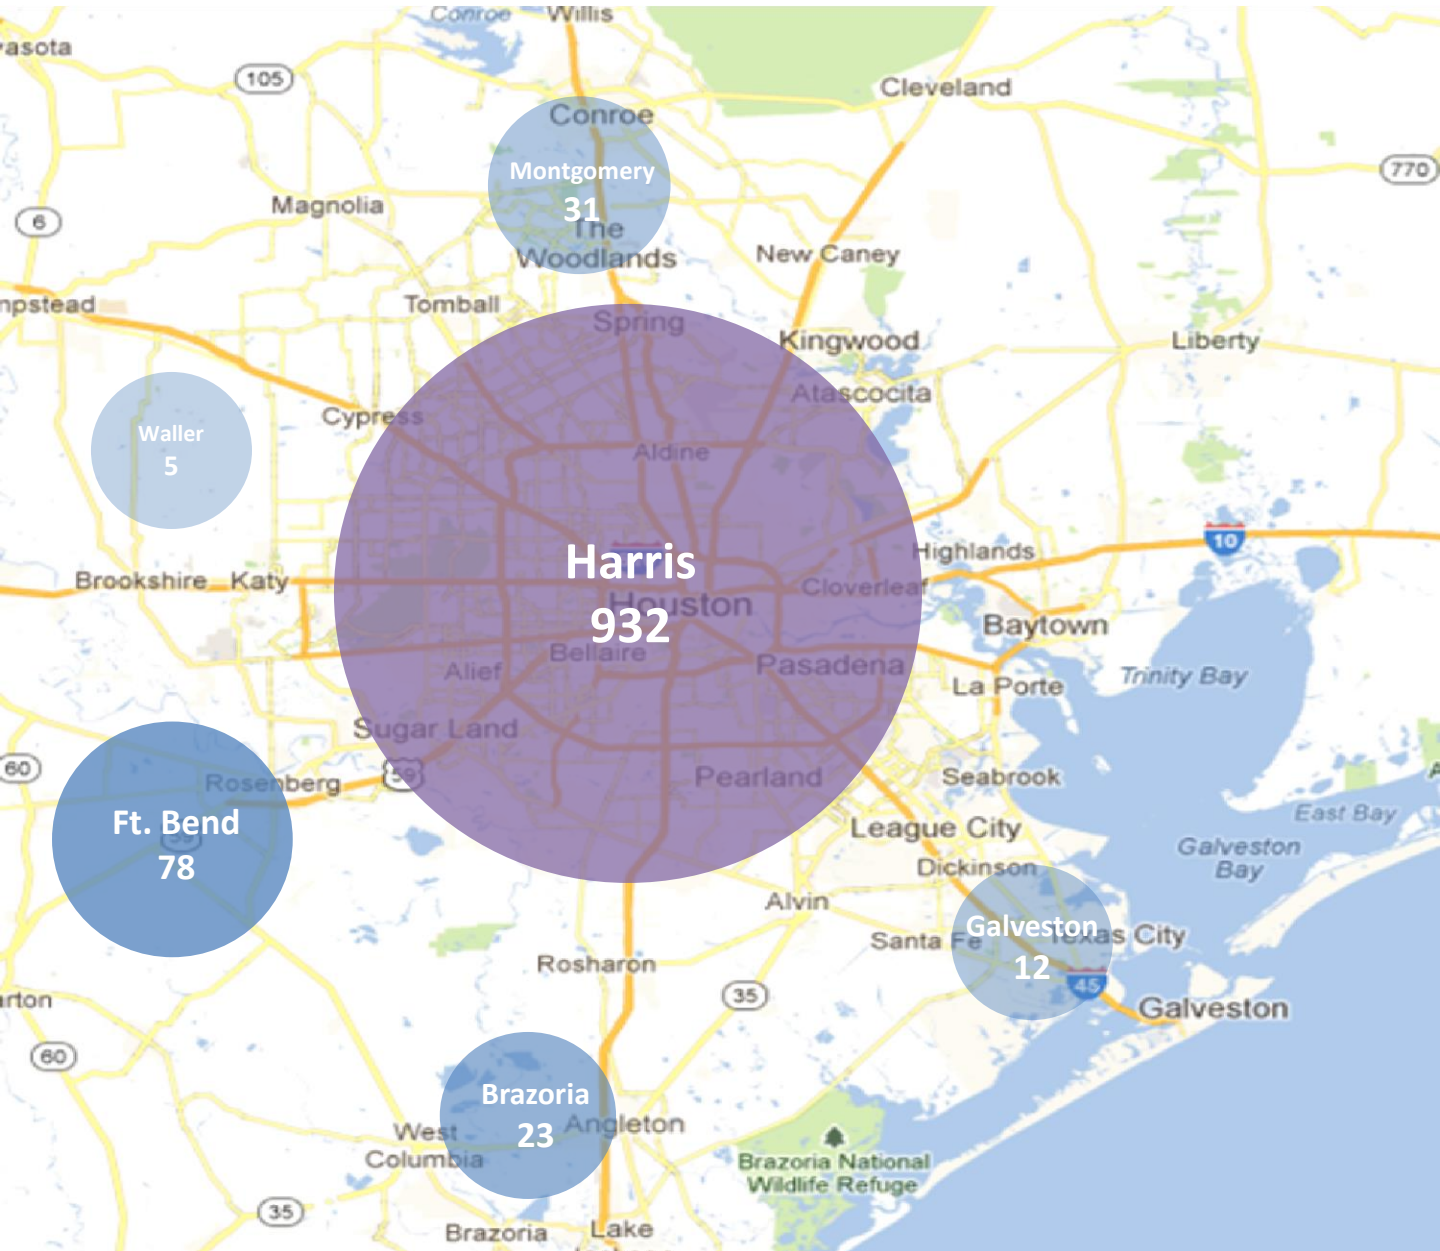 Conroe
Willis
vasota
105
Cleveland
Conroe
770
Montgomery
31
Magnolia
6
The
Woodlands
New Caney
mpstead
Tomball
Spring
Kingwood
Liberty
Atascocita
Cypress
Waller
5
Aldine
10
Highlands
Harris
932
Brookshire
Katy
Cloverleaf
Houston
Baytown
Bellaire
Alief
Pasadena
Trinity Bay
La Porte
Sugar Land
60
59
Rosenberg
Pearland
Seabrook
Ft. Bend
78
59
East Bay
League City
Galveston
Bay
Dickinson
Alvin
Galveston
12
Santa Fe
Texas City
Rosharon
45
35
arton
Galveston
60
Brazoria
23
Angleton
West
Columbia
Brazoria National
Wildlife Refuge
35
Brazoria
Lake